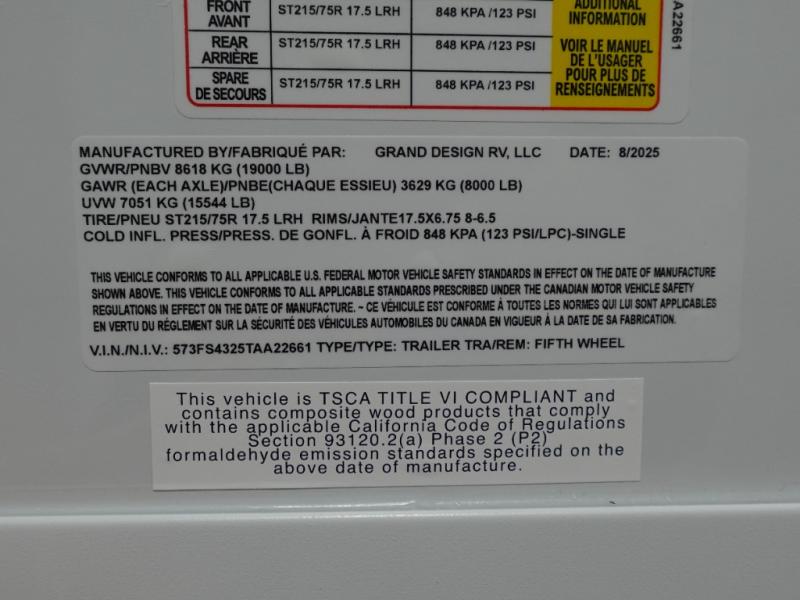 FRONT AVANT ST215/75R 17.5 LRH 848 KPA /123 PSI
REAR ARRIÈRE ST215/75R 17.5 LRH 848 KPA /123 PSI
SPARE DE SECOURS ST215/75R 17.5 LRH 848 KPA /123 PSI
ADDITIONAL
INFORMATION
VOIR LE MANUEL
DE L'USAGER
POUR PLUS DE
RENSEIGNEMENTS
A22661
MANUFACTURED BY/FABRIQUÉ PAR: GRAND DESIGN RV, LLC DATE: 8/2025
GVWR/PNBV 8618 KG (19000 LB)
GAWR (EACH AXLE)/PNBE(CHAQUE ESSIEU) 3629 KG (8000 LB)
UVW 7051 KG (15544 LB)
TIRE/PNEU ST215/75R 17.5 LRH RIMS/JANTE17.5X6.75 8-6.5
COLD INFL. PRESS/PRESS. DE GONFL. À FROID 848 KPA (123 PSI/LPC)-SINGLE
THIS VEHICLE CONFORMS TO ALL APPLICABLE U.S. FEDERAL MOTOR VEHICLE SAFETY STANDARDS IN EFFECT ON THE DATE OF MANUFACTURE
SHOWN ABOVE. THIS VEHICLE CONFORMS TO ALL APPLICABLE STANDARDS PRESCRIBED UNDER THE CANADIAN MOTOR VEHICLE SAFETY
REGULATIONS IN EFFECT ON THE DATE OF MANUFACTURE. ~ CE VÉHICULE EST CONFORME À TOUTES LES NORMES QUI LUI SONT APPLICABLES
EN VERTU DU RÉGLEMENT SUR LA SÉCURITÉ DES VÉHICULES AUTOMOBILES DU CANADA EN VIGUEUR À LA DATE DE SA FABRICATION.
V.I.N./N.I.V.: 573FS4325TAA22661 TYPE/TYPE: TRAILER TRA/REM: FIFTH WHEEL
This vehicle is TSCA TITLE VI COMPLIANT and
contains composite wood products that comply
with the applicable California Code of Regulations
Section 93120.2(a) Phase 2 (P2)
formaldehyde emission standards specified on the
above date of manufacture.